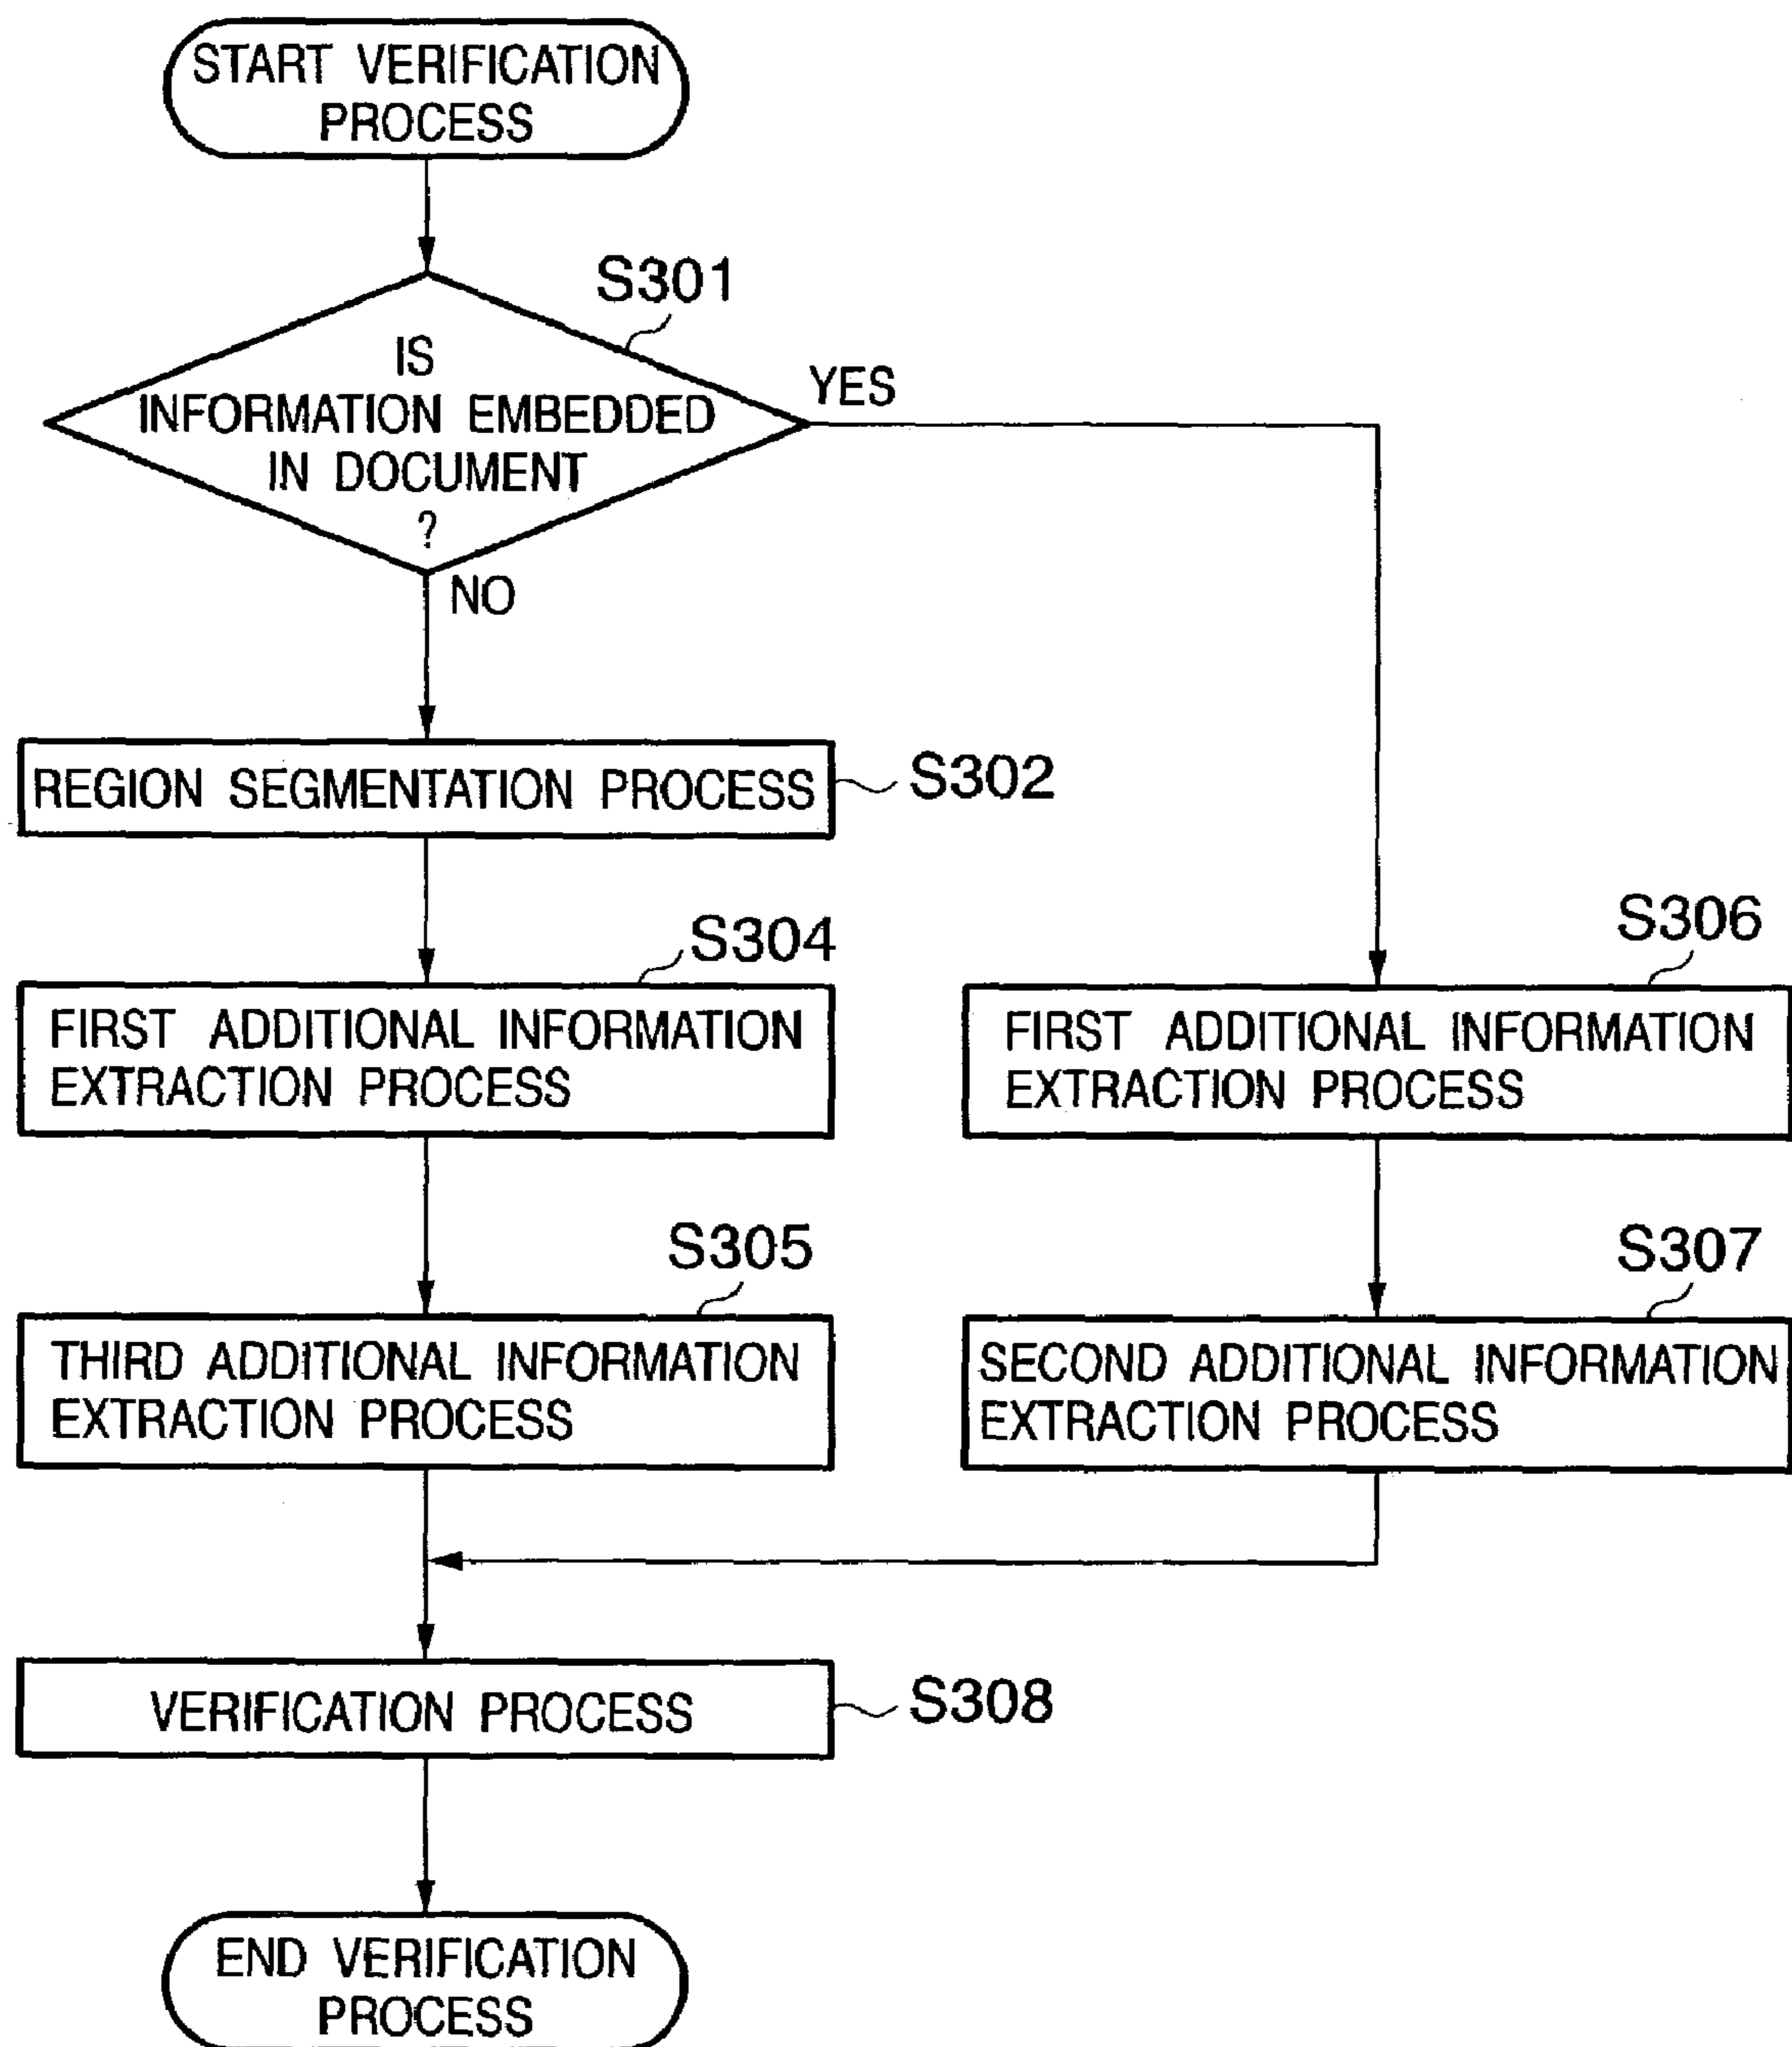 START VERIFICATION
PROCESS
S301
IS
INFORMATION EMBEDDED
IN DOCUMENT
?
YES
NO
REGION SEGMENTATION PROCESS
S302
S304
FIRST ADDITIONAL INFORMATION
EXTRACTION PROCESS
S306
FIRST ADDITIONAL INFORMATION
EXTRACTION PROCESS
S305
THIRD ADDITIONAL INFORMATION
EXTRACTION PROCESS
S307
SECOND ADDITIONAL INFORMATION
EXTRACTION PROCESS
VERIFICATION PROCESS
S308
END VERIFICATION
PROCESS